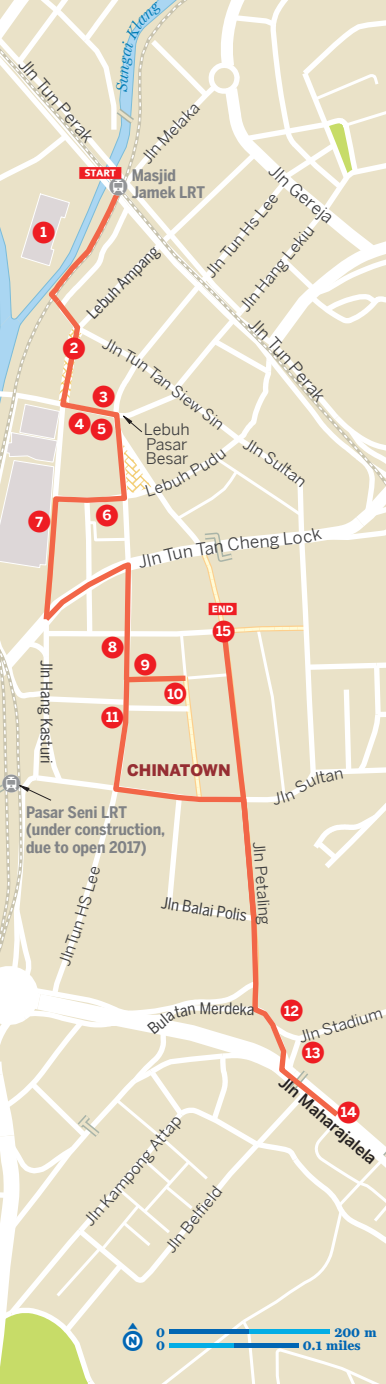 Sungai Klang
Jln Tun Perak
Jln Melaka
START
Masjid
Jamek LRT
Jln Gereja
1
Jln Tun Hs Lee
Jln Hang Lekiu
Lebuh Ampang
Jln Tun Perak
2
Jln Tun Tan Siew Sin
3
4
5
Lebuh
Pasar
Besar
Jln Sultan
Lebuh Pudu
6
7
Jln Tun Tan Cheng Lock
END
15
8
9
10
11
Jln Hang Kasturi
CHINATOWN
Jln Sultan
Pasar Seni LRT
(under construction,
due to open 2017)
Jln Petaling
JlnTun HS Lee
Jln Balai Polis
Bulatan Merdeka
12
Jln Stadium
13
14
Jln Maharajalela
Jln Kampong Attap
Jln Belfield
N
0 200 m
0 0.1 miles